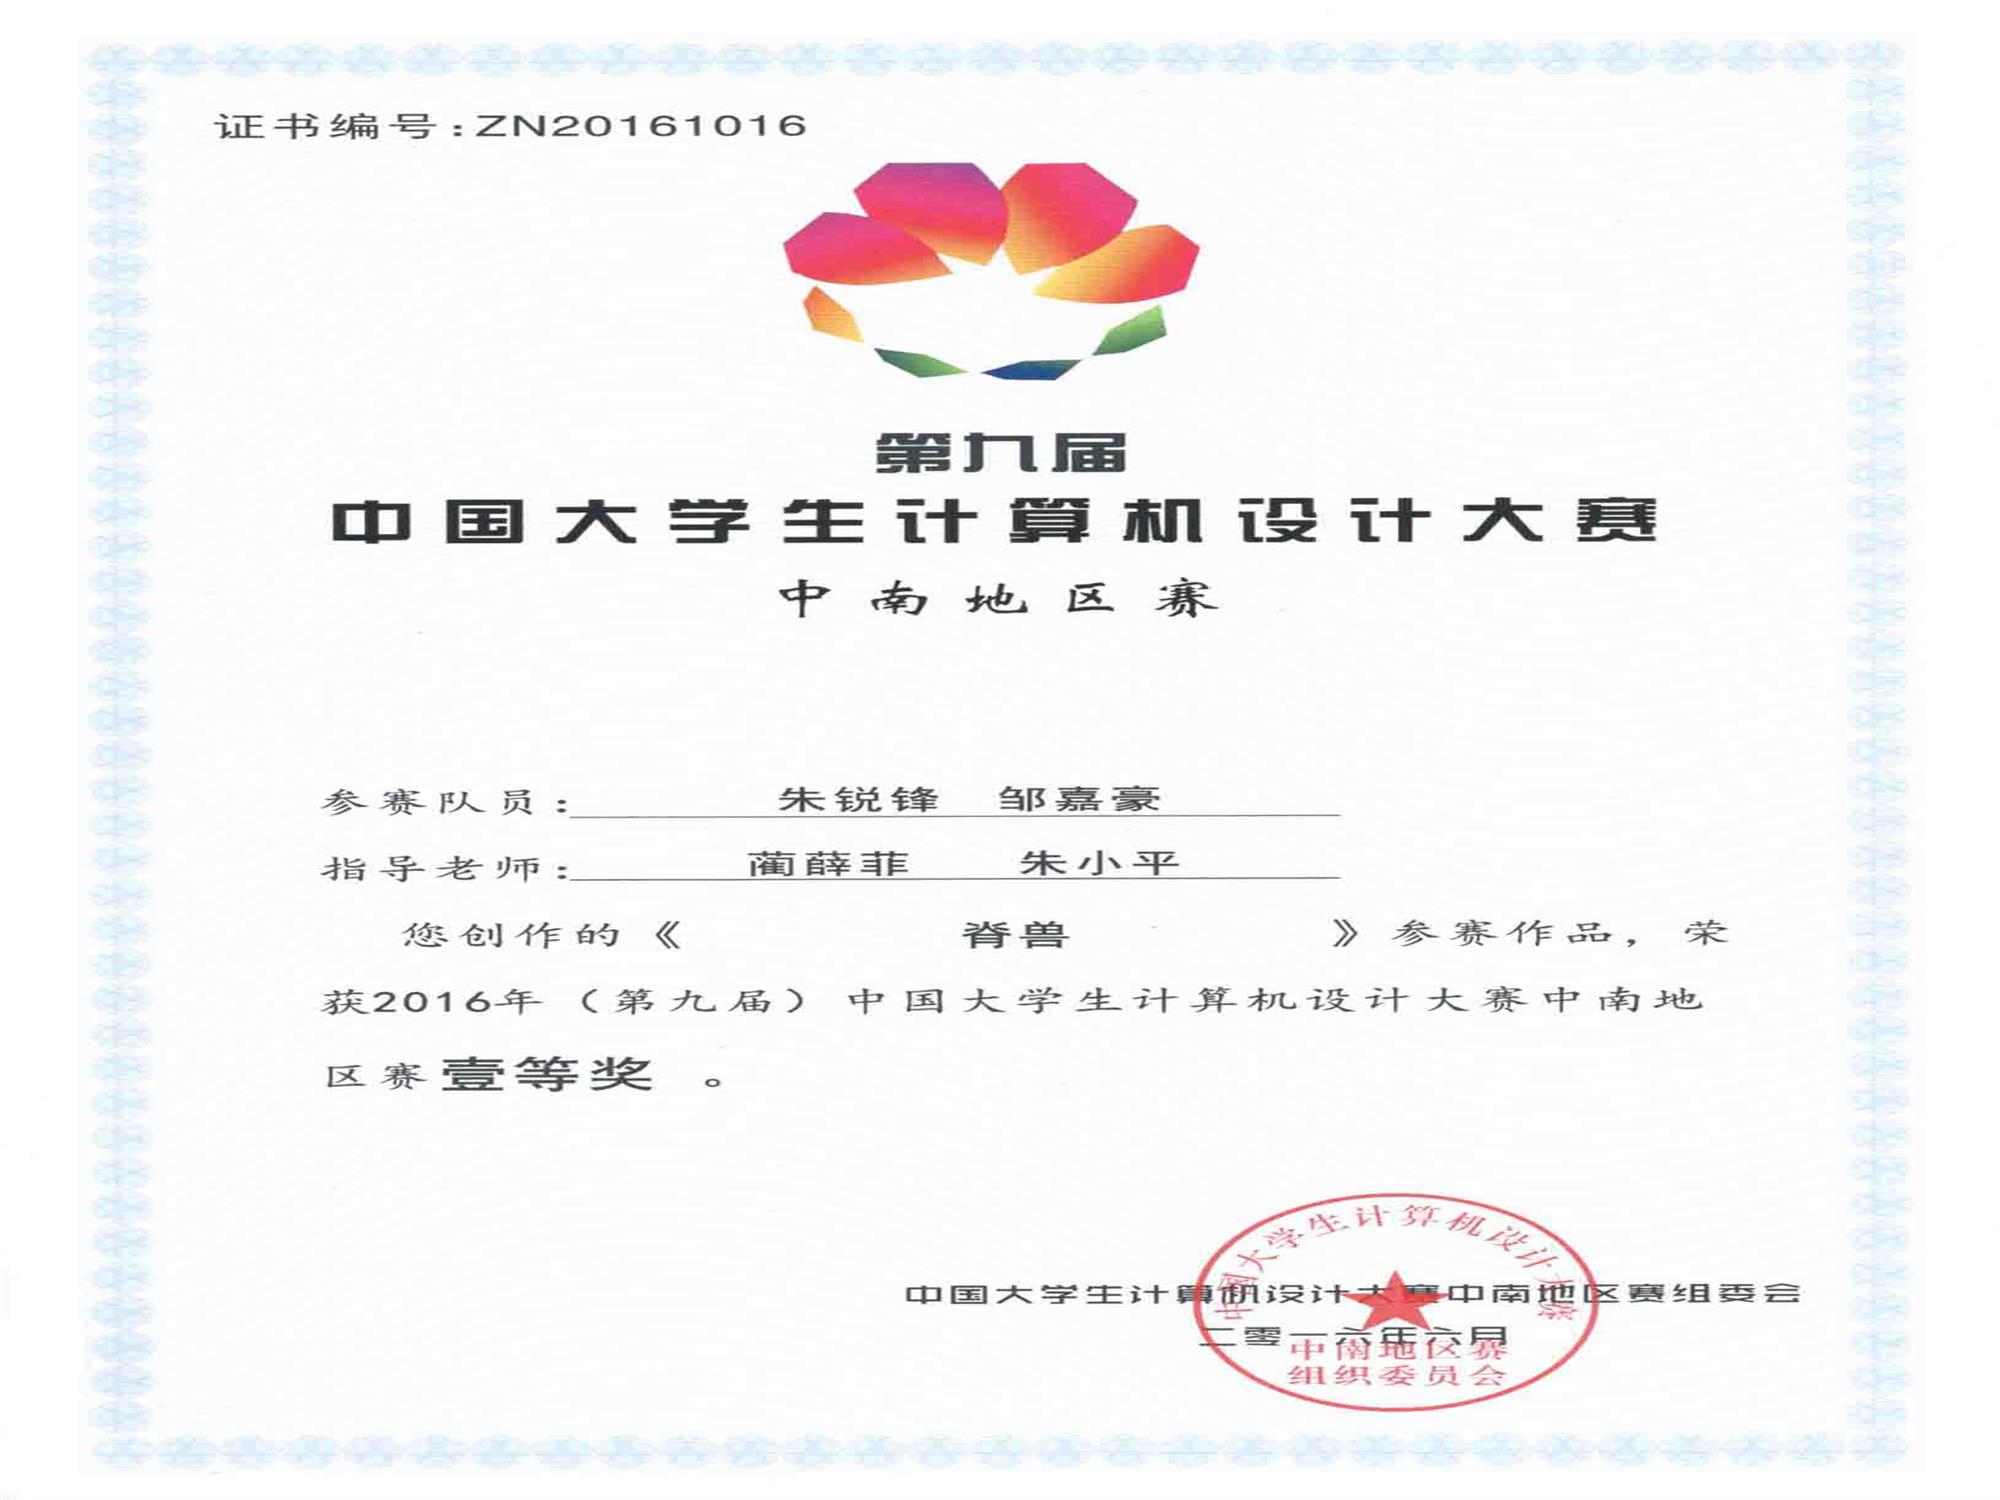 证书编号:ZN20161016
第九届
中国大学生计算机设计大赛
中南地区赛
参赛队员: 朱锐锋 邹嘉豪
指导老师: 蔺薛菲 朱小平
您创作的《 脊兽 》参赛作品，荣
获2016年（第九届）中国大学生计算机设计大赛中南地
区赛 壹等奖 。
中国大学生计算机设计大赛中南地区赛组委会
二零一六年六月
中国大学生计算机设计大赛
中南地区赛
组织委员会